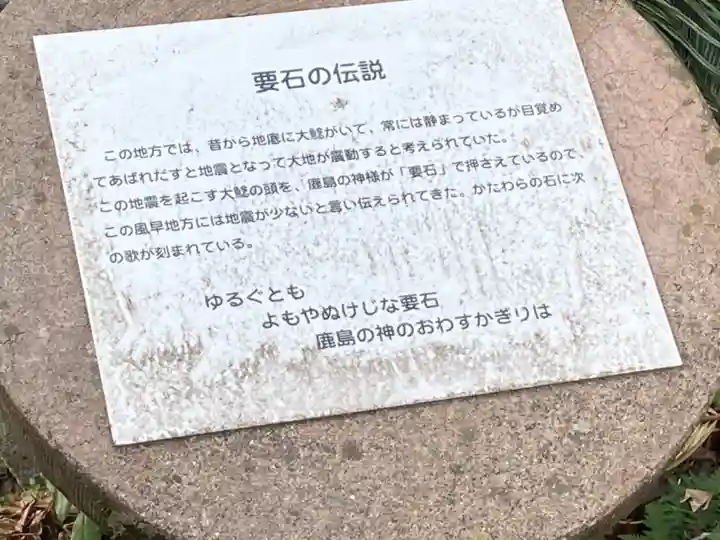 要石の伝説
この地方では、昔から地底に大鯰がいて、常には静まっているが目覚め
てあばれだすと地震となって大地が震動すると考えられていた。
この地震を起こす大鯰の頭を、鹿島の神様が「要石」で押さえているので、
この風早地方には地震が少ないと言い伝えられてきた。かたわらの石に次
の歌が刻まれている。
ゆるぐとも
よもやぬけじな要石
鹿島の神のおわすかぎりは